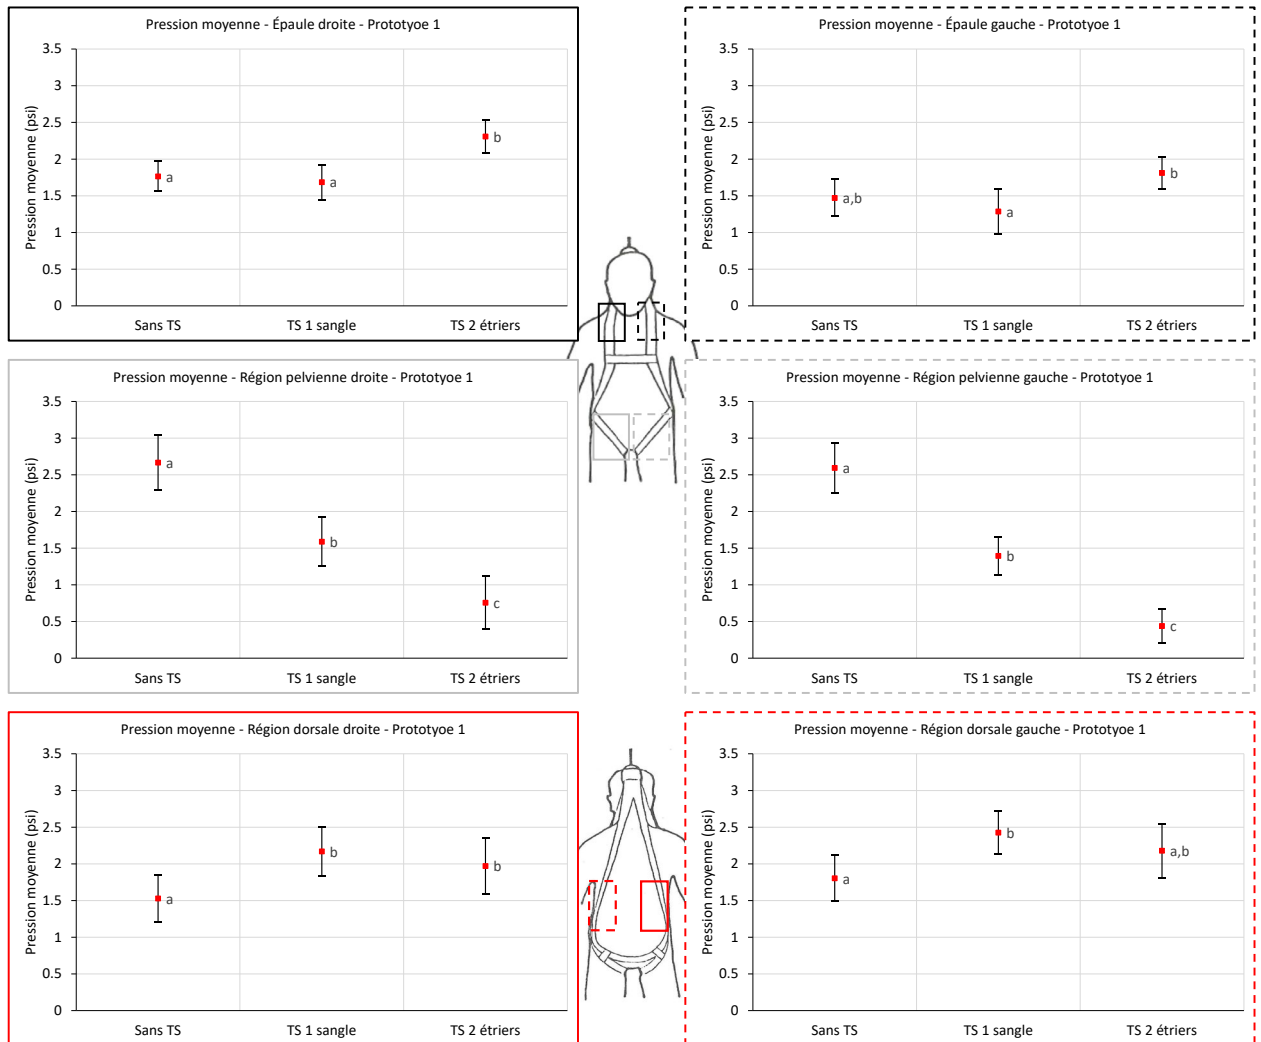 Pression moyenne - Épaule droite - Prototyoe 1
Pression moyenne (psi)
3.5
3
2.5
2
1.5
1
0.5
0
a
a
b
Sans TS
TS 1 sangle
TS 2 étriers
Pression moyenne - Épaule gauche - Prototyoe 1
Pression moyenne (psi)
3.5
3
2.5
2
1.5
1
0.5
0
a,b
a
b
Sans TS
TS 1 sangle
TS 2 étriers
Pression moyenne - Région pelvienne droite - Prototyoe 1
Pression moyenne (psi)
3.5
3
2.5
2
1.5
1
0.5
0
a
b
c
Sans TS
TS 1 sangle
TS 2 étriers
Pression moyenne - Région pelvienne gauche - Prototyoe 1
Pression moyenne (psi)
3.5
3
2.5
2
1.5
1
0.5
0
a
b
c
Sans TS
TS 1 sangle
TS 2 étriers
Pression moyenne - Région dorsale droite - Prototyoe 1
Pression moyenne (psi)
3.5
3
2.5
2
1.5
1
0.5
0
a
b
b
Sans TS
TS 1 sangle
TS 2 étriers
Pression moyenne - Région dorsale gauche - Prototyoe 1
Pression moyenne (psi)
3.5
3
2.5
2
1.5
1
0.5
0
a
b
a,b
Sans TS
TS 1 sangle
TS 2 étriers